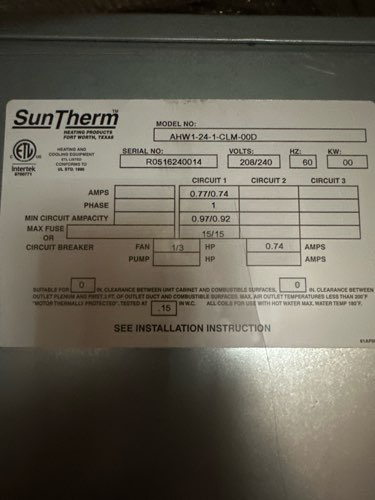 SunTherm™
HEATING PRODUCTS
FORT WORTH, TEXAS
MODEL NO:
AHW1-24-1-CLM-00D
ETL
Intertek
HEATING AND
COOLING EQUIPMENT
ETL LISTED
CONFORMS TO
UL STD. 1995
SERIAL NO: VOLTS: HZ: KW:
R0516240014 208/240 60 00
CIRCUIT 1 CIRCUIT 2 CIRCUIT 3
AMPS 0.77/0.74
PHASE 1
MIN CIRCUIT AMPACITY 0.97/0.92
MAX FUSE 15/15
OR
CIRCUIT BREAKER FAN 1/3 HP 0.74 AMPS
PUMP HP AMPS
SUITABLE FOR 0 IN. CLEARANCE BETWEEN UNIT CABINET AND COMBUSTIBLE SURFACES, 0 IN. CLEARANCE BETWEEN
OUTLET PLENUM AND FIRST 3 FT. OF OUTLET DUCT AND COMBUSTIBLE SURFACES. MAX. AIR OUTLET TEMPERATURES LESS THAN 200°F
"MOTOR THERMALLY PROTECTED". TESTED AT .15 IN W.C. ALL COILS FOR USE WITH HOT WATER MAX. WATER TEMP 180°F.
SEE INSTALLATION INSTRUCTION